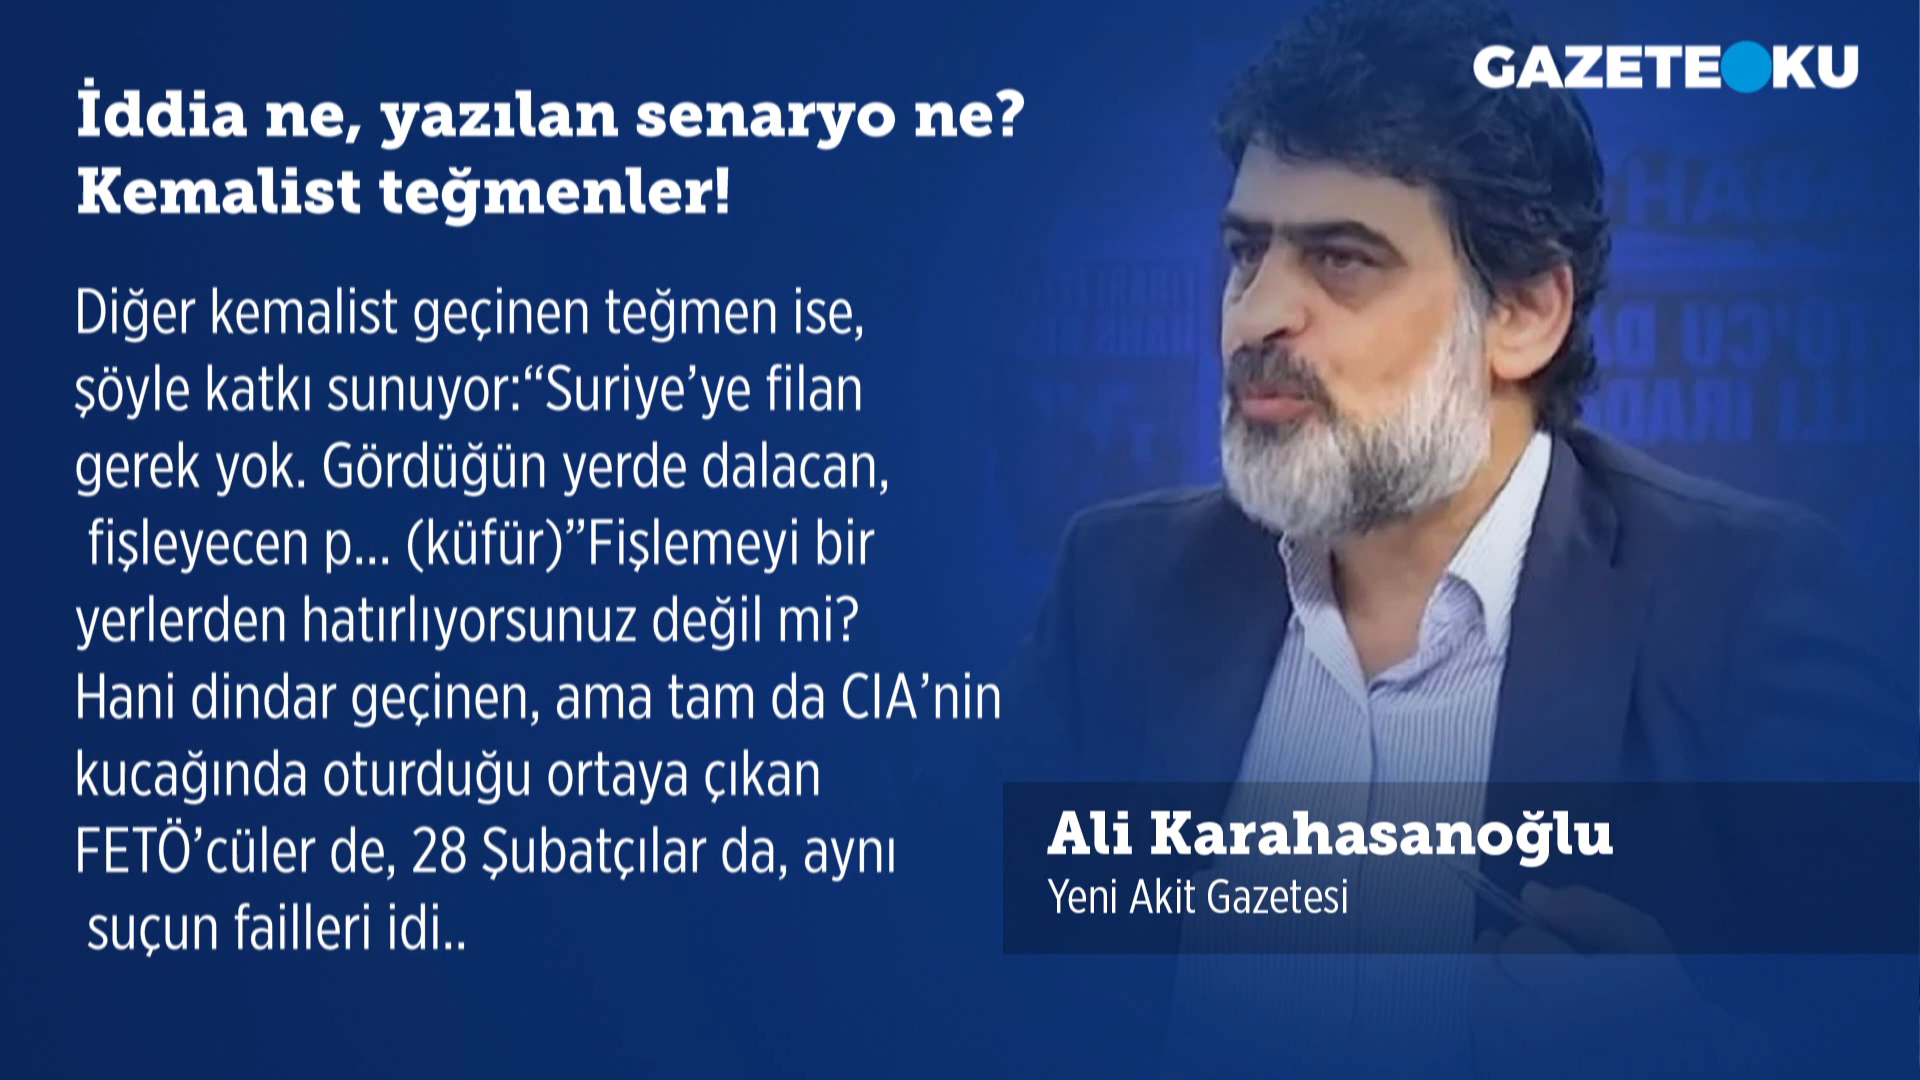 GAZETE KU
İddia ne, yazılan senaryo ne?
Kemalist teğmenler!
Diğer kemalist geçinen teğmen ise,
şöyle katkı sunuyor:“Suriye’ye filan
gerek yok. Gördüğün yerde dalacan,
fişleyecen p... (küfür)”Fişlemeyi bir
yerlerden hatırlıyorsunuz değil mi?
Hani dindar geçinen, ama tam da CIA’nin
kucağında oturduğu ortaya çıkan
FETÖ’cüler de, 28 Şubatçılar da, aynı
suçun failleri idi..
Ali Karahasanoğlu
Yeni Akit Gazetesi